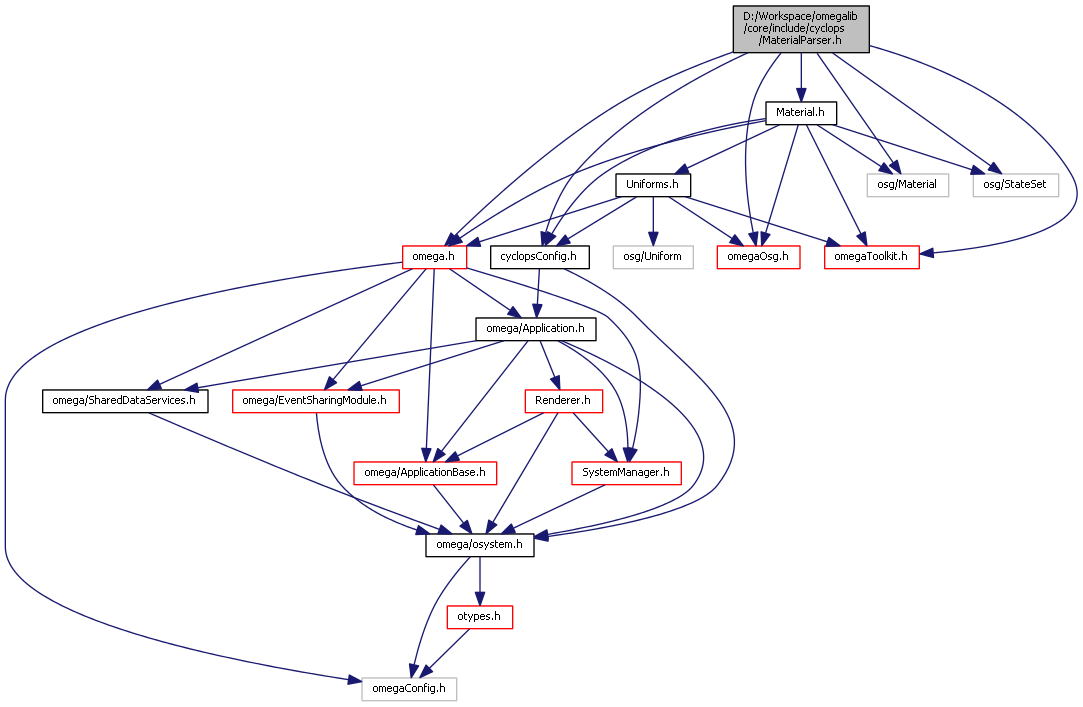 D:/Workspace/omegalib
/core/include/cyclops
/MaterialParser.h
Material.h
Uniforms.h
osg/Material
osg/StateSet
omega.h
cyclopsConfig.h
osg/Uniform
omegaOsg.h
omegaToolkit.h
omega/Application.h
omega/SharedDataServices.h
omega/EventSharingModule.h
Renderer.h
omega/ApplicationBase.h
SystemManager.h
omega/osystem.h
otypes.h
omegaConfig.h